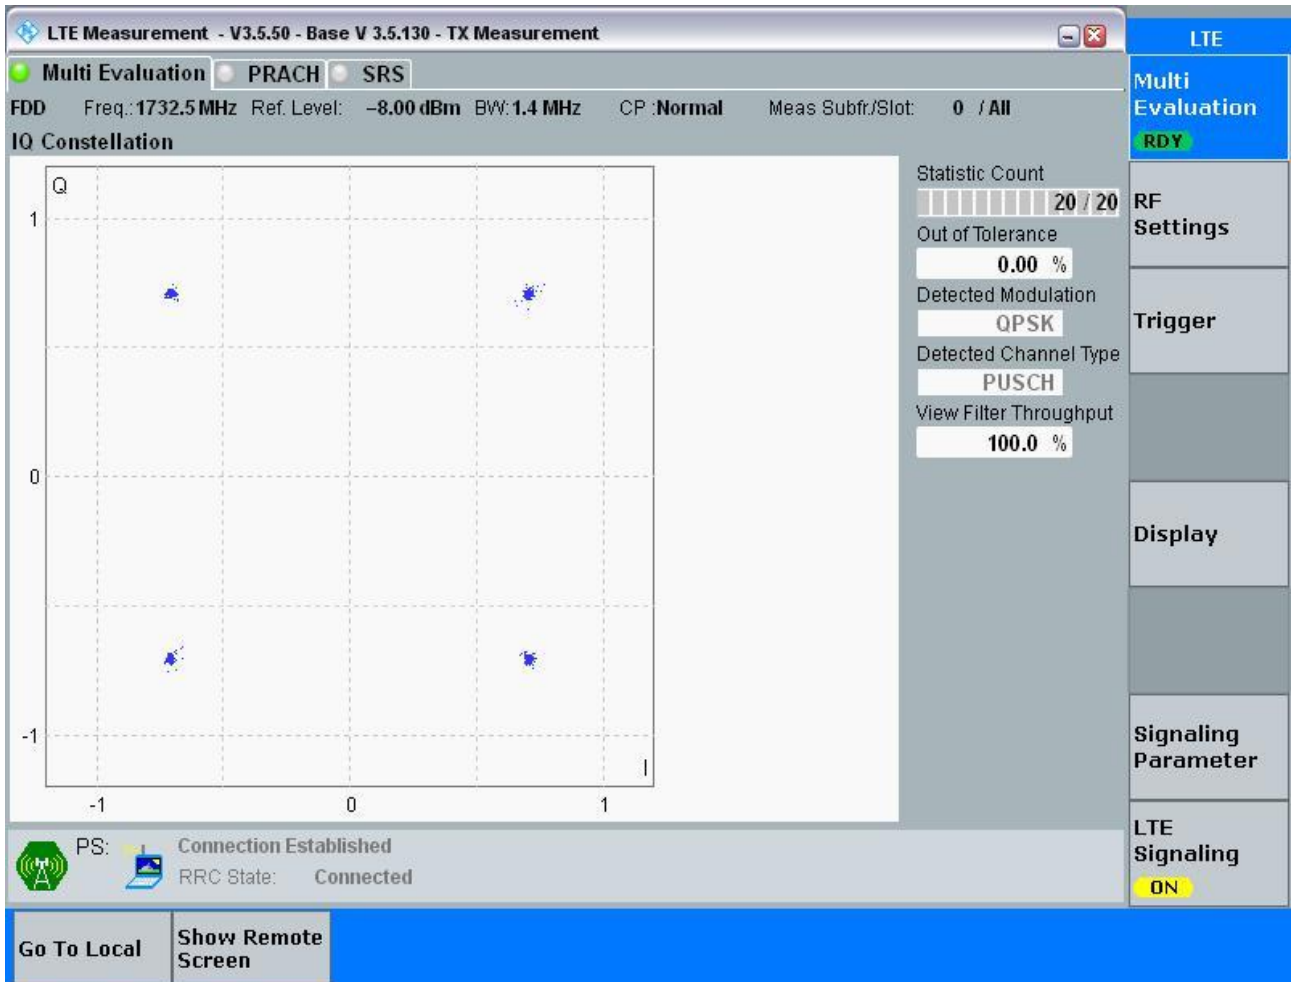 LTE Measurement - V3.5.50 - Base V 3.5.130 - TX Measurement
LTE
Multi Evaluation PRACH SRS
FDD Freq.: 1732.5 MHz Ref. Level: -8.00 dBm BW: 1.4 MHz CP : Normal Meas Subfr./Slot: 0 / All
IQ Constellation
Q
1
0
-1
I
-1 0 1
Statistic Count
20 / 20
Out of Tolerance
0.00 %
Detected Modulation
QPSK
Detected Channel Type
PUSCH
View Filter Throughput
100.0 %
Multi
Evaluation
RDY
RF
Settings
Trigger
Display
Signaling
Parameter
LTE
Signaling
ON
PS: Connection Established
RRC State: Connected
Go To Local
Show Remote
Screen